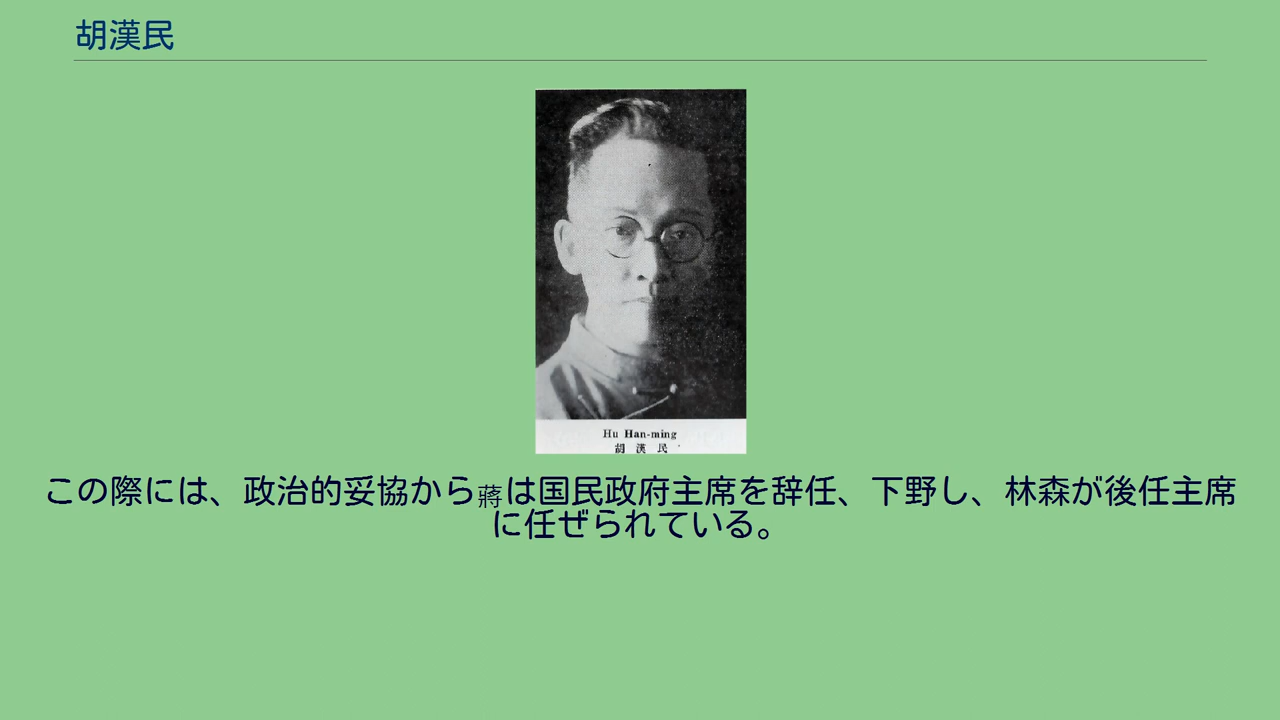 胡漢民
Hu Han-ming
胡漢民
この際には、政治的妥協から蔣は国民政府主席を辞任、下野し、林森が後任主席
に任ぜられている。